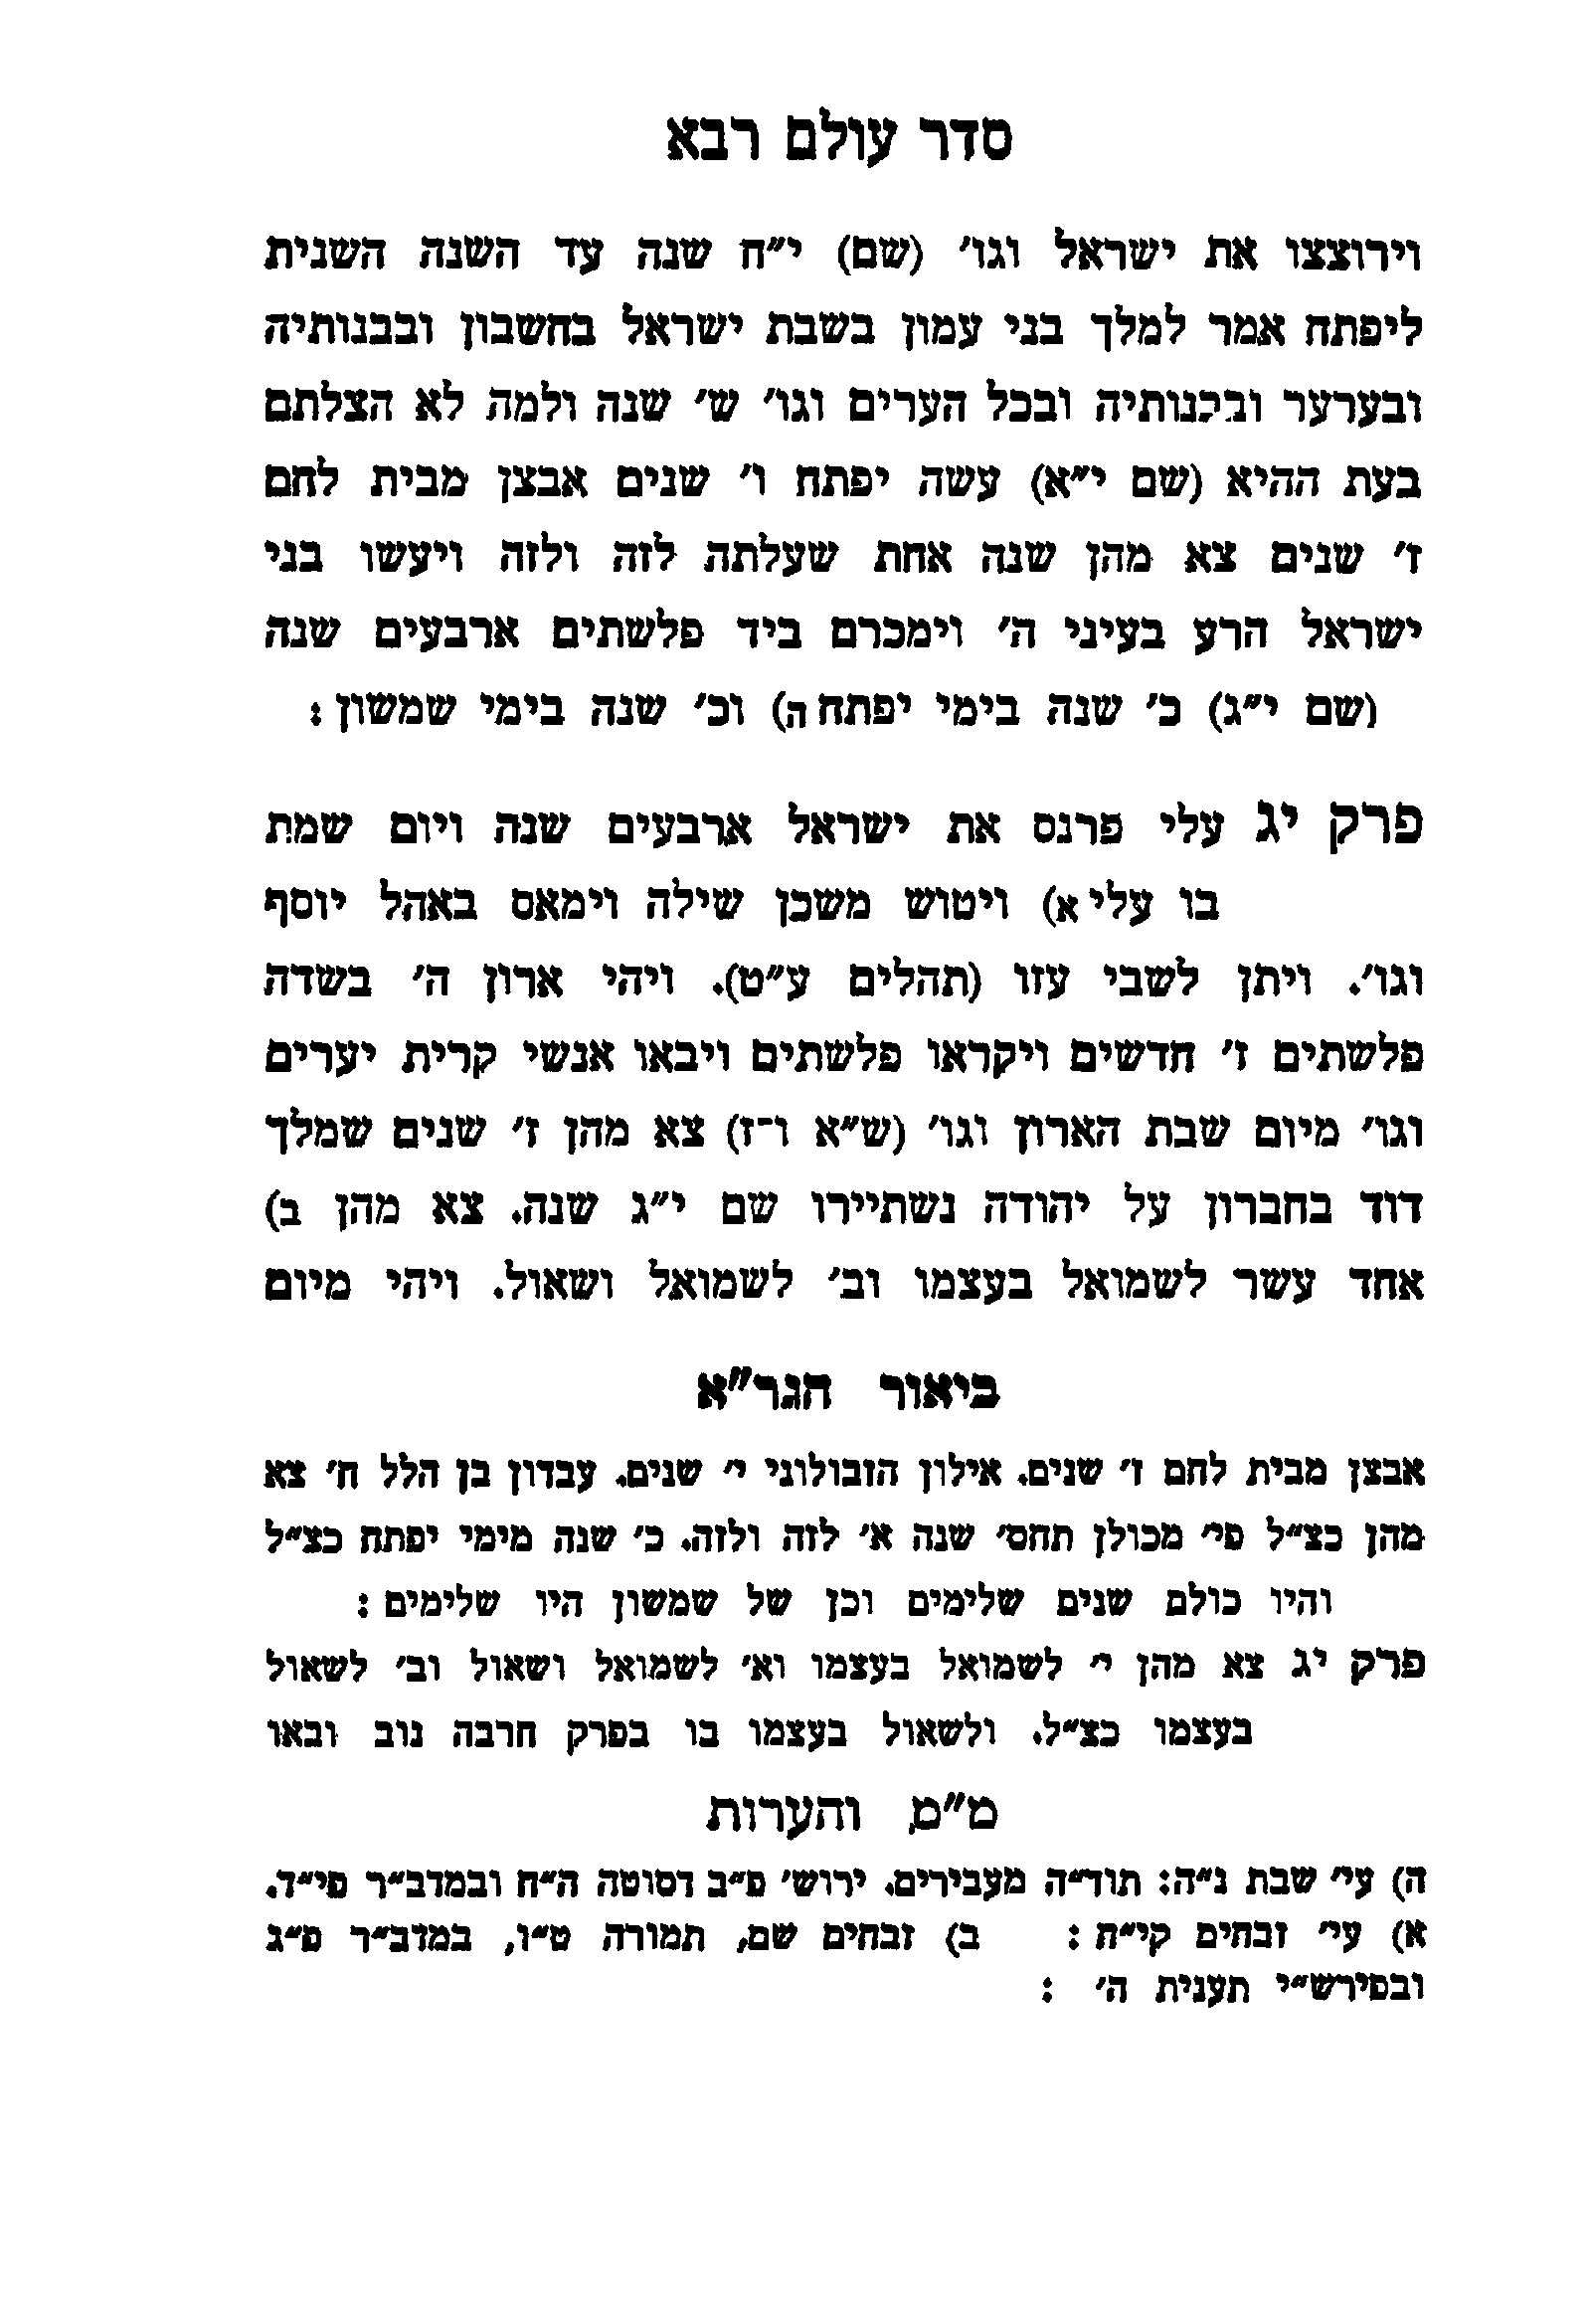 סדר עולם רבא
וירוצצו את ישראל וגו׳ (שם) י״ח שנה עד השנה השנית
ליפתח אמר למלך בני עמון בשבת ישראל בחשבון ובבנותיה
ובערער ובבנותיה ובכל הערים וגו׳ ש׳ שנה ולמה לא הצלתם
בעת ההיא (שם י״א) עשה יפתח ו׳ שנים אבצן מבית לחם
ז׳ שנים צא מהן שנה אחת שעלתה לזה ולזה ויעשו בני
ישראל הרע בעיני ה׳ וימכרם ביד פלשתים ארבעים שנה
(שם י״ג) כ׳ שנה בימי יפתח ה) וכ׳ שנה בימי שמשון :
פרק יג עלי פרנס את ישראל ארבעים שנה ויום שמת
בו עלי א) ויטוש משכן שילה וימאס באהל יוסף
וגו׳. ויתן לשבי עזו (תהלים ע״ט). ויהי ארון ה׳ בשדה
פלשתים ז׳ חדשים ויקראו פלשתים ויבאו אנשי קרית יערים
וגו׳ מיום שבת הארון וגו׳ (ש״א ו־ז) צא מהן ז׳ שנים שמלך
דוד בחברון על יהודה נשתיירו שם י״ג שנה. צא מהן ב)
אחד עשר לשמואל בעצמו וב׳ לשמואל ושאול. ויהי מיום
ביאור הגר״א
אבצן מבית לחם ז׳ שנים. אילון הזבולוני י׳ שנים. עבדון בן הלל ח׳ צא
מהן כצ״ל פי׳ מכולן תחס׳ שנה א׳ לזה ולזה. כ׳ שנה מימי יפתח כצ״ל
והיו כולם שנים שלימים וכן של שמשון היו שלימים :
פרק יג צא מהן י׳ לשמואל בעצמו וא׳ לשמואל ושאול וב׳ לשאול
בעצמו כצ״ל. ולשאול בעצמו בו בפרק חרבה נוב ובאו
מ״מ והערות
ה) עי׳ שבת נ״ה: תוד״ה מעבירים. ירוש׳ פ״ב דסוטה ה״ח ובמדב״ר פי״ד.
א) עי׳ זבחים קי״ח : ב) זבחים שם, תמורה ט״ו, במדב״ר פ״ג
ובפירש״י תענית ה׳ :